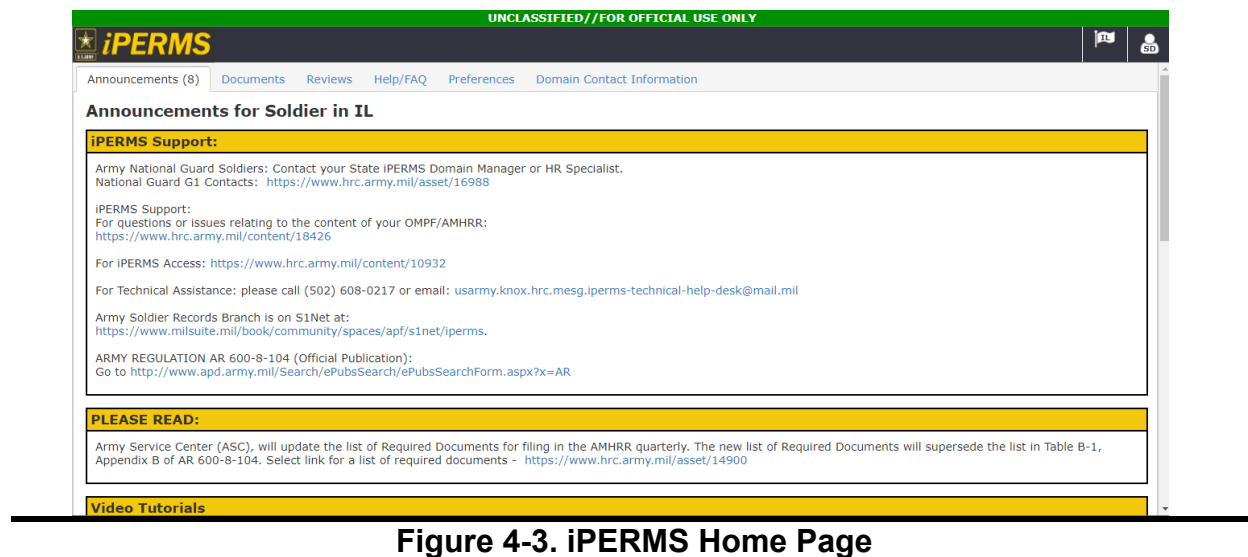 UNCLASSIFIED//FOR OFFICIAL USE ONLY
U.S. ARMY iPERMS IL SD
Announcements (8) Documents Reviews Help/FAQ Preferences Domain Contact Information
Announcements for Soldier in IL
iPERMS Support:
Army National Guard Soldiers: Contact your State iPERMS Domain Manager or HR Specialist.
National Guard G1 Contacts: https://www.hrc.army.mil/asset/16988
iPERMS Support:
For questions or issues relating to the content of your OMPF/AMHRR:
https://www.hrc.army.mil/content/18426
For iPERMS Access: https://www.hrc.army.mil/content/10932
For Technical Assistance: please call (502) 608-0217 or email: usarmy.knox.hrc.mesg.iperms-technical-help-desk@mail.mil
Army Soldier Records Branch is on S1Net at:
https://www.milsuite.mil/book/community/spaces/apf/s1net/iperms.
ARMY REGULATION AR 600-8-104 (Official Publication):
Go to http://www.apd.army.mil/Search/ePubsSearch/ePubsSearchForm.aspx?x=AR
PLEASE READ:
Army Service Center (ASC), will update the list of Required Documents for filing in the AMHRR quarterly. The new list of Required Documents will supersede the list in Table B-1,
Appendix B of AR 600-8-104. Select link for a list of required documents - https://www.hrc.army.mil/asset/14900
Video Tutorials
Figure 4-3. iPERMS Home Page